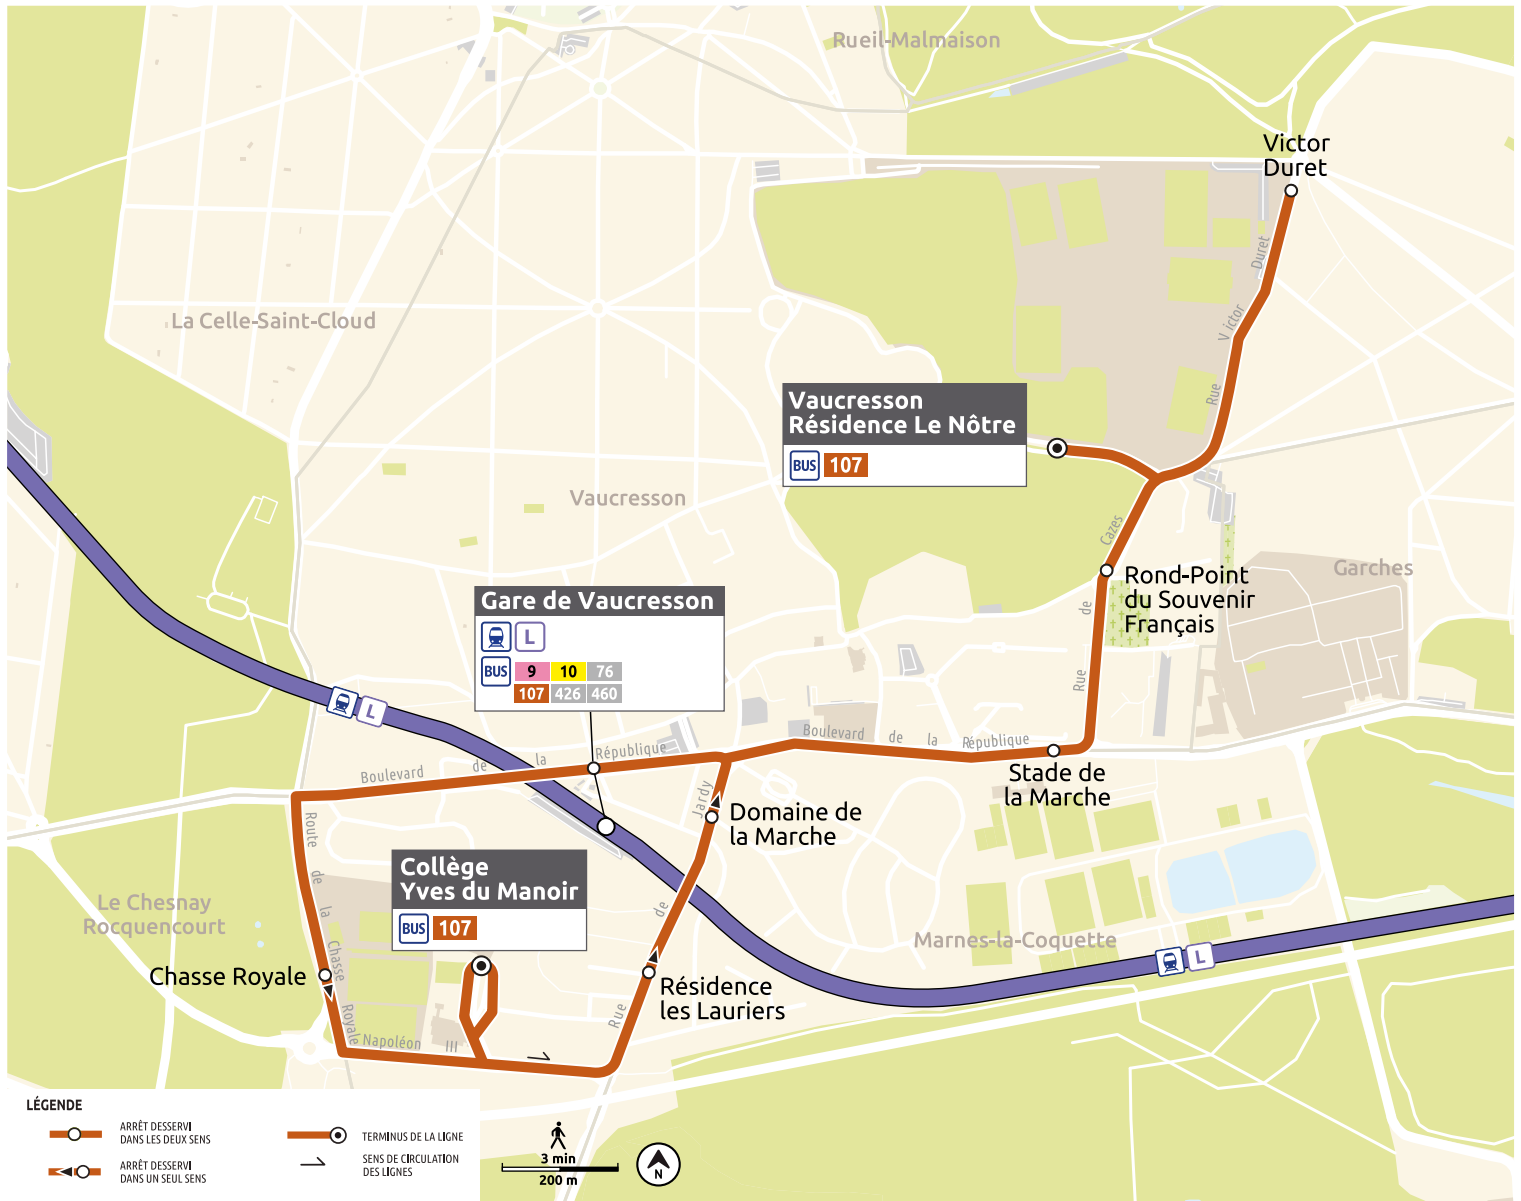 Rueil-Malmaison
Victor
Duret
Duret
Victor
Rue
La Celle-Saint-Cloud
Vaucresson
Résidence Le Nôtre
BUS 107
Vaucresson
Cazes
de
Rue
Rond-Point
du Souvenir
Français
Garches
Gare de Vaucresson
L
BUS 9 10 76
107 426 460
L
Boulevard de la République
Boulevard de la République
Stade de
la Marche
Jardy
de
Rue
Domaine de
la Marche
Route de la Chasse Royale
Collège
Yves du Manoir
BUS 107
Le Chesnay
Rocquencourt
Marnes-la-Coquette
L
Chasse Royale
Résidence
les Lauriers
Napoléon III
LÉGENDE
ARRÊT DESSERVI
DANS LES DEUX SENS
ARRÊT DESSERVI
DANS UN SEUL SENS
TERMINUS DE LA LIGNE
SENS DE CIRCULATION
DES LIGNES
3 min
200 m
N